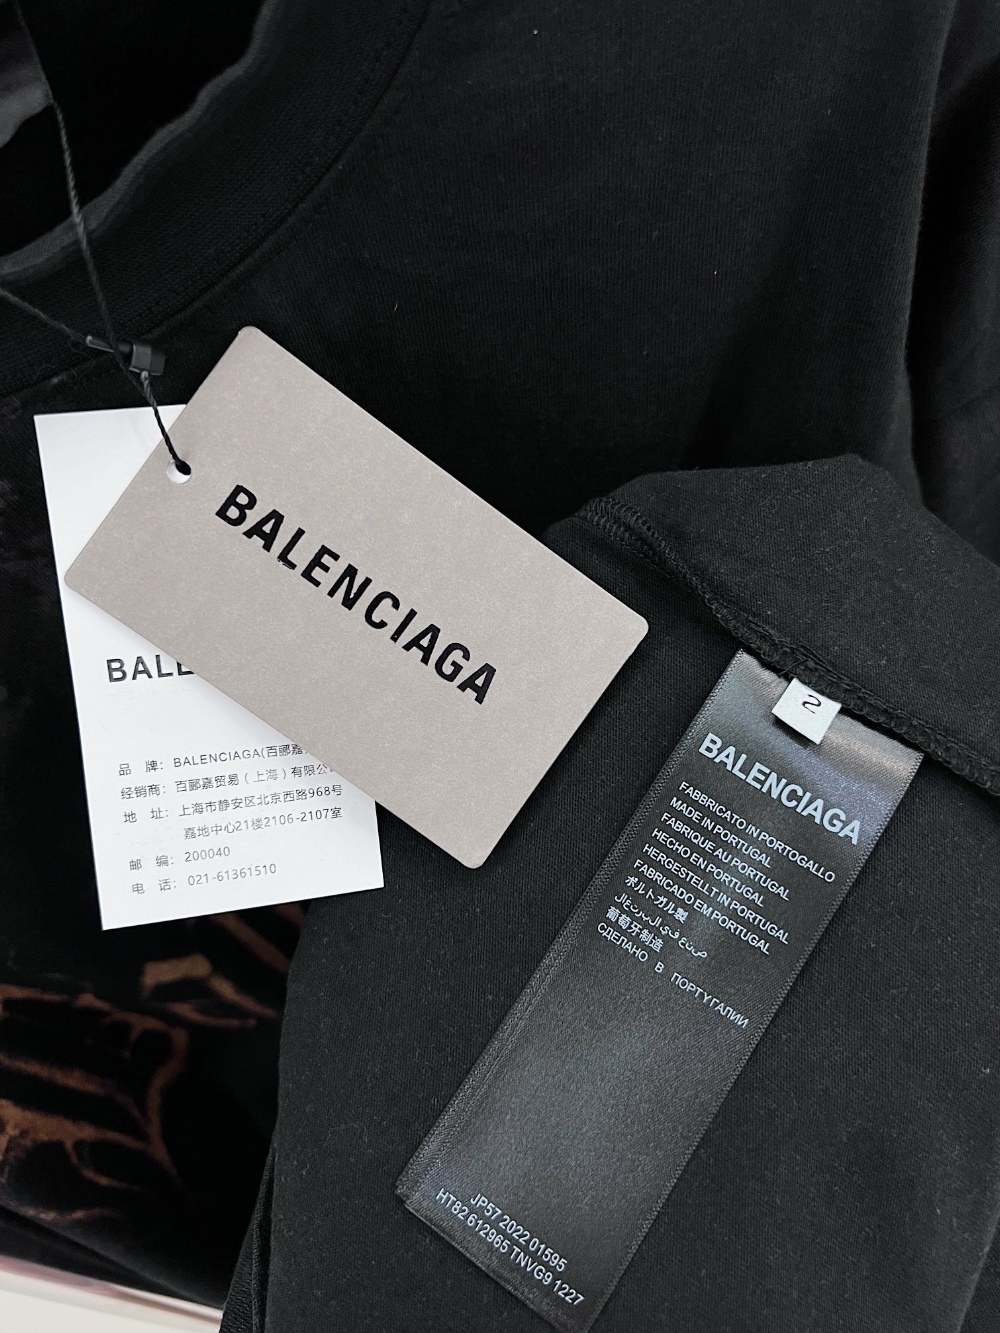 BALENCIAGA
BALE
品 牌: BALENCIAGA(百郦嘉
经销商: 百郦嘉贸易（上海）有限公
地 址: 上海市静安区北京西路968号
嘉地中心21楼2106-2107室
邮 编: 200040
电 话: 021-61361510
2
BALENCIAGA
FABBRICATO IN PORTOGALLO
MADE IN PORTUGAL
FABRIQUE AU PORTUGAL
HECHO EN PORTUGAL
HERGESTELLT IN PORTUGAL
FABRICADO EM PORTUGAL
ポルトガル製
葡萄牙制造
СДЕЛАНО В ПОРТУГАЛИИ
JP57 2022 01595
HT82 612965 TNVG9 1227